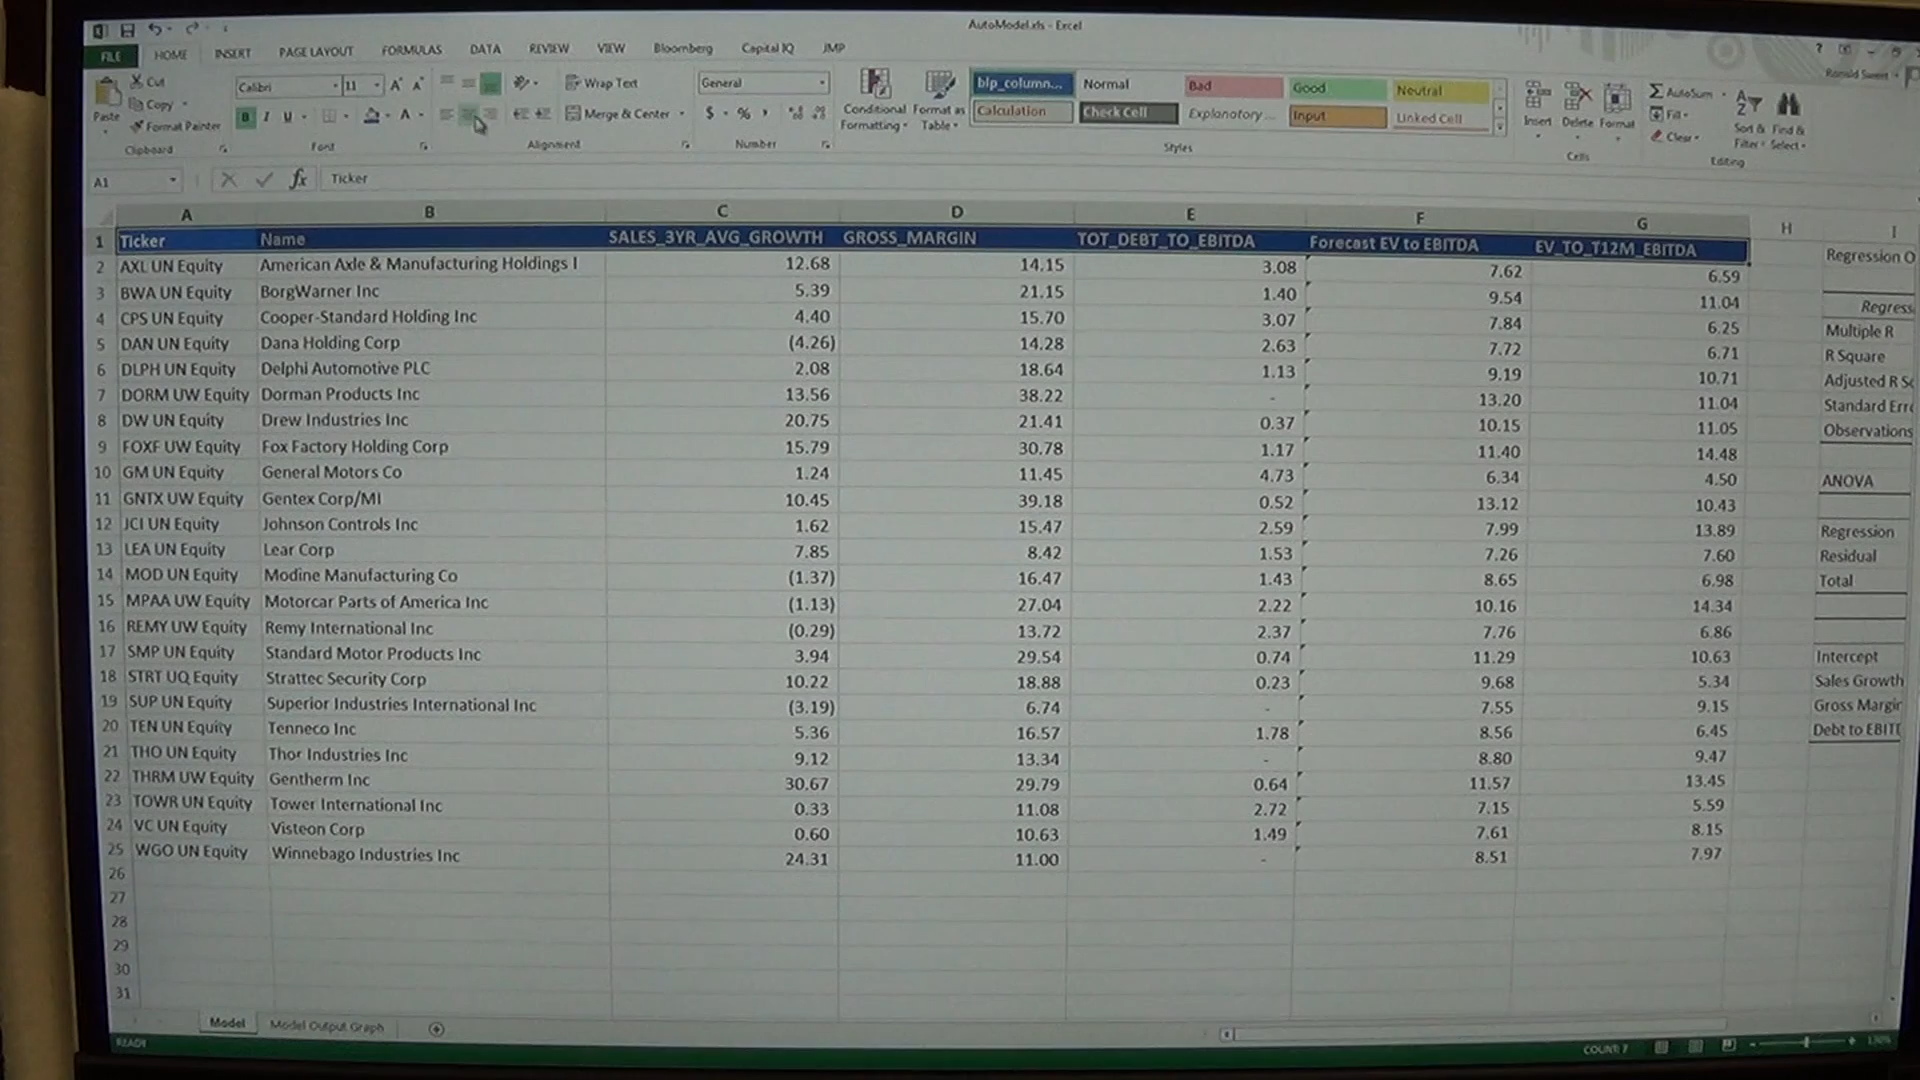 AutoModel.xls - Excel
FILE HOME INSERT PAGE LAYOUT FORMULAS DATA REVIEW VIEW Bloomberg Capital IQ JMP
Cut
Copy
Format Painter
Paste
Clipboard
Calibri 11
B I U
Font
Wrap Text
Merge & Center
Alignment
General
$ % ,
Number
Conditional Formatting
Format as Table
blp_column... Normal Bad Good Neutral
Calculation Check Cell Explanatory ... Input Linked Cell
Styles
Insert Delete Format
Cells
AutoSum
Fill
Clear
Sort & Filter
Find & Select
Editing
A1 fx Ticker
A B C D E F G H I
1 Ticker Name SALES_3YR_AVG_GROWTH GROSS_MARGIN TOT_DEBT_TO_EBITDA Forecast EV to EBITDA EV_TO_T12M_EBITDA Regression O
2 AXL UN Equity American Axle & Manufacturing Holdings I 12.68 14.15 3.08 7.62 6.59
3 BWA UN Equity BorgWarner Inc 5.39 21.15 1.40 9.54 11.04 Regress
4 CPS UN Equity Cooper-Standard Holding Inc 4.40 15.70 3.07 7.84 6.25 Multiple R
5 DAN UN Equity Dana Holding Corp (4.26) 14.28 2.63 7.72 6.71 R Square
6 DLPH UN Equity Delphi Automotive PLC 2.08 18.64 1.13 9.19 10.71 Adjusted R Sc
7 DORM UW Equity Dorman Products Inc 13.56 38.22 - 13.20 11.04 Standard Erro
8 DW UN Equity Drew Industries Inc 20.75 21.41 0.37 10.15 11.05 Observations
9 FOXF UW Equity Fox Factory Holding Corp 15.79 30.78 1.17 11.40 14.48
10 GM UN Equity General Motors Co 1.24 11.45 4.73 6.34 4.50 ANOVA
11 GNTX UW Equity Gentex Corp/MI 10.45 39.18 0.52 13.12 10.43
12 JCI UN Equity Johnson Controls Inc 1.62 15.47 2.59 7.99 13.89 Regression
13 LEA UN Equity Lear Corp 7.85 8.42 1.53 7.26 7.60 Residual
14 MOD UN Equity Modine Manufacturing Co (1.37) 16.47 1.43 8.65 6.98 Total
15 MPAA UW Equity Motorcar Parts of America Inc (1.13) 27.04 2.22 10.16 14.34
16 REMY UW Equity Remy International Inc (0.29) 13.72 2.37 7.76 6.86
17 SMP UN Equity Standard Motor Products Inc 3.94 29.54 0.74 11.29 10.63 Intercept
18 STRT UQ Equity Strattec Security Corp 10.22 18.88 0.23 9.68 5.34 Sales Growth
19 SUP UN Equity Superior Industries International Inc (3.19) 6.74 - 7.55 9.15 Gross Margin
20 TEN UN Equity Tenneco Inc 5.36 16.57 1.78 8.56 6.45 Debt to EBIT
21 THO UN Equity Thor Industries Inc 9.12 13.34 - 8.80 9.47
22 THRM UW Equity Gentherm Inc 30.67 29.79 0.64 11.57 13.45
23 TOWR UN Equity Tower International Inc 0.33 11.08 2.72 7.15 5.59
24 VC UN Equity Visteon Corp 0.60 10.63 1.49 7.61 8.15
25 WGO UN Equity Winnebago Industries Inc 24.31 11.00 - 8.51 7.97
26
27
28
29
30
31
Model Model Output Graph
READY COUNT: 7 130%